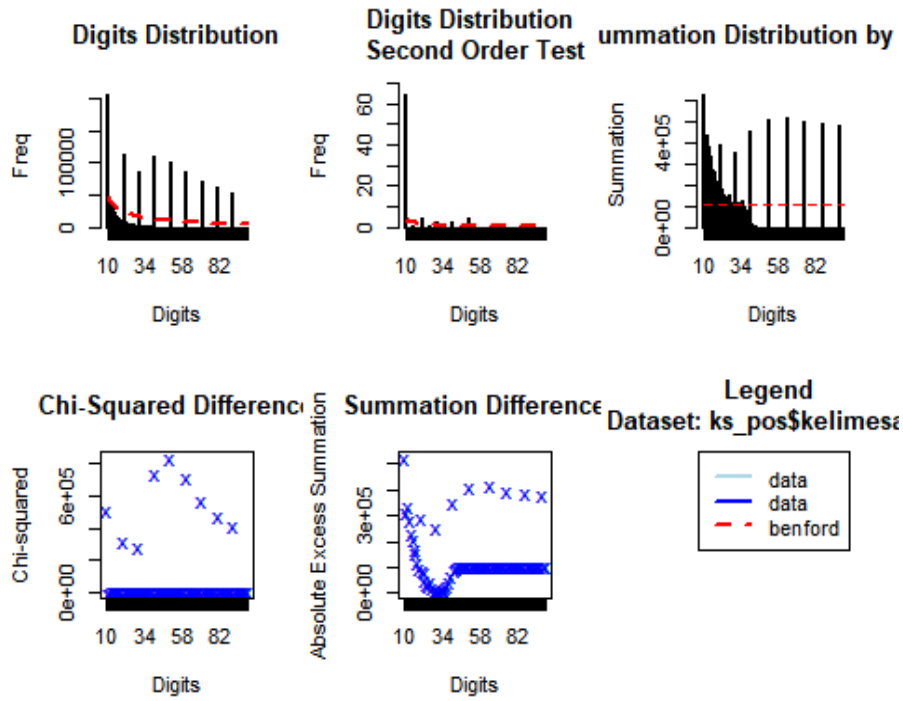 Digits Distribution
Freq
0
100000
10 34 58 82
Digits
Digits Distribution
Second Order Test
Freq
0
20
40
60
10 34 58 82
Digits
ummation Distribution by
Summation
0e+00
4e+05
10 34 58 82
Digits
Chi-Squared Difference
Chi-squared
0e+00
6e+05
10 34 58 82
Digits
Summation Difference
Absolute Excess Summation
0e+00
3e+05
10 34 58 82
Digits
Legend
Dataset: ks_pos$kelimesa
data
data
benford